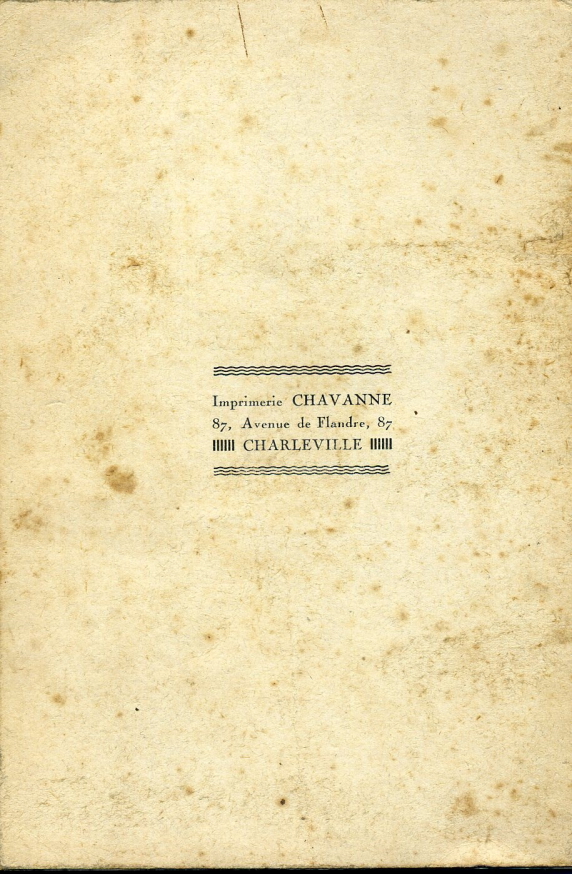 Imprimerie CHAVANNE
87, Avenue de Flandre, 87
CHARLEVILLE